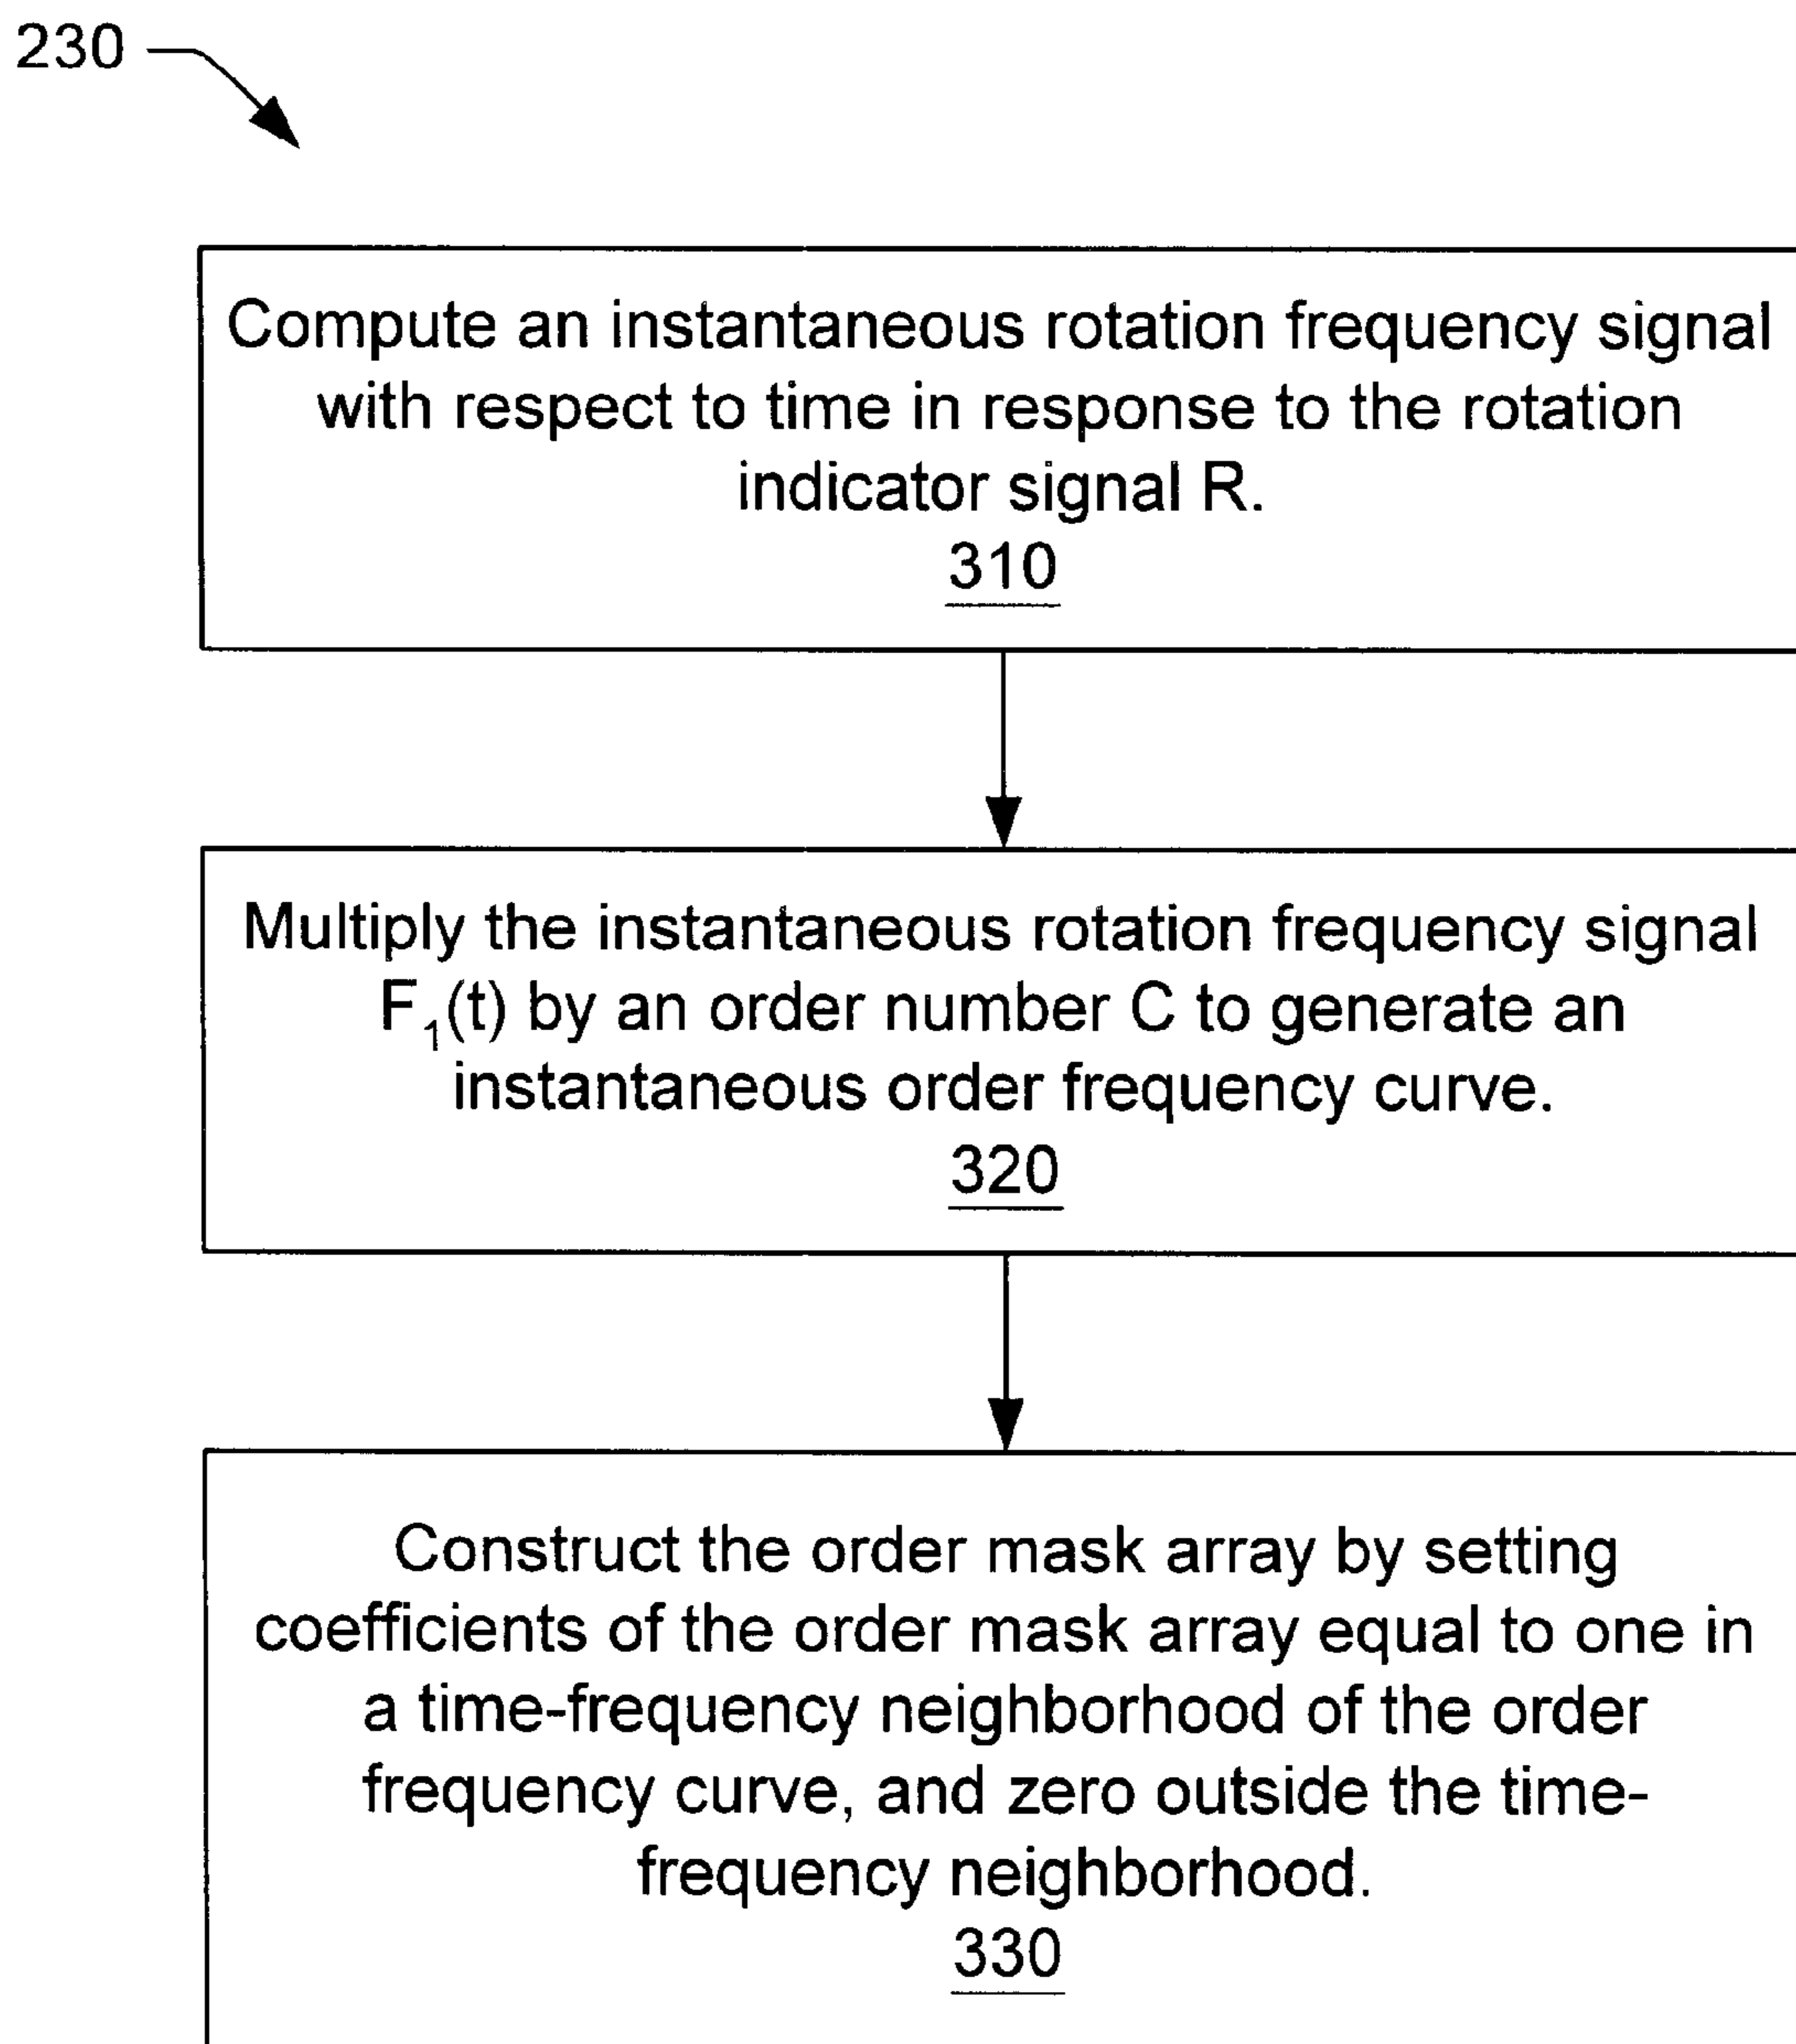 230
Compute an instantaneous rotation frequency signal
with respect to time in response to the rotation
indicator signal R.
310
Multiply the instantaneous rotation frequency signal
F₁(t) by an order number C to generate an
instantaneous order frequency curve.
320
Construct the order mask array by setting
coefficients of the order mask array equal to one in
a time-frequency neighborhood of the order
frequency curve, and zero outside the time-
frequency neighborhood.
330